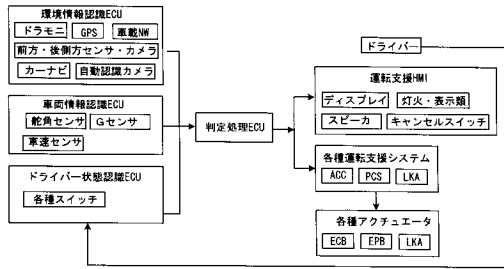 環境情報認識ECU
ドラモニ GPS 車載NW
前方・後側方センサ・カメラ
カーナビ 自動認識カメラ
車両情報認識ECU
舵角センサ Gセンサ
車速センサ
ドライバー状態認識ECU
各種スイッチ
判定処理ECU
ドライバー
運転支援HMI
ディスプレイ 灯火・表示類
スピーカ キャンセルスイッチ
各種運転支援システム
ACC PCS LKA
各種アクチュエータ
ECB EPB LKA